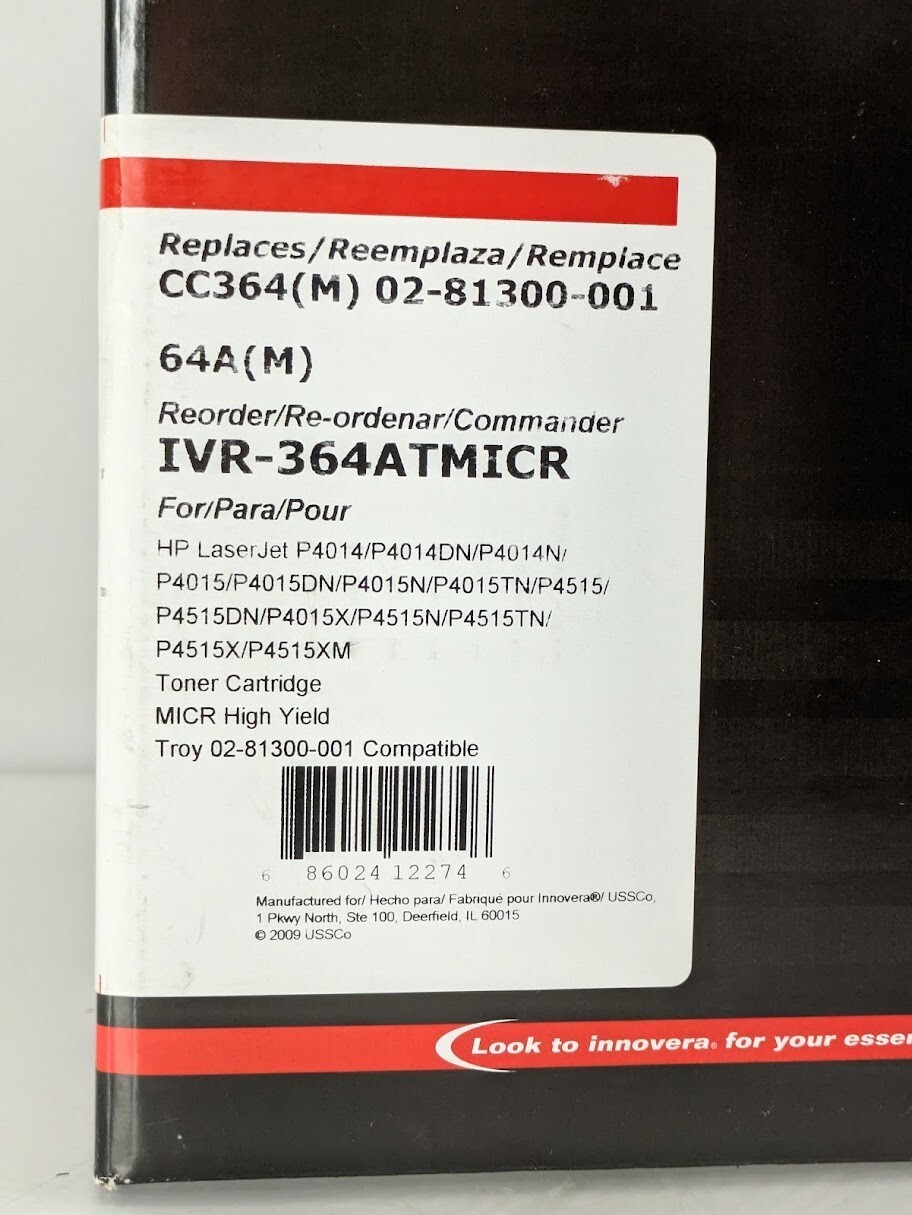 Replaces/Reemplaza/Remplace
CC364(M) 02-81300-001
64A(M)
Reorder/Re-ordenar/Commander
IVR-364ATMICR
For/Para/Pour
HP LaserJet P4014/P4014DN/P4014N/
P4015/P4015DN/P4015N/P4015TN/P4515/
P4515DN/P4015X/P4515N/P4515TN/
P4515X/P4515XM
Toner Cartridge
MICR High Yield
Troy 02-81300-001 Compatible
6 86024 12274 6
Manufactured for/ Hecho para/ Fabriqué pour Innovera®/ USSCo,
1 Pkwy North, Ste 100, Deerfield, IL 60015
© 2009 USSCo
Look to innovera® for your